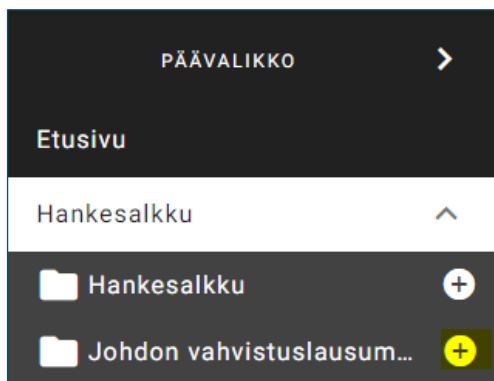 PÄÄVALIKKO
Etusivu
Hankesalkku
Hankesalkku
Johdon vahvistuslausum...